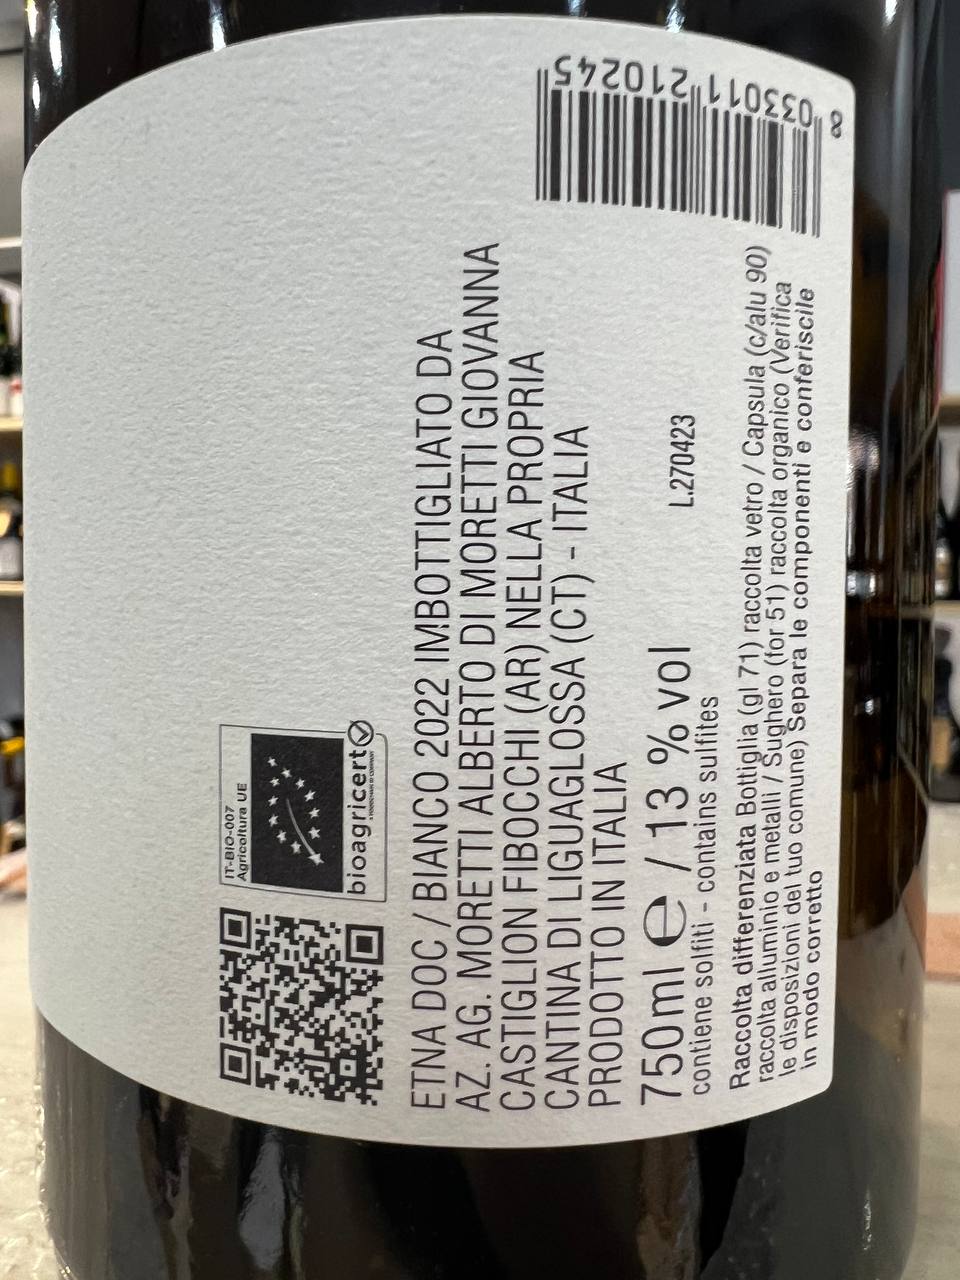 IT-BIO-007
Agricoltura UE
bioagricert
ETNA DOC / BIANCO 2022 IMBOTTIGLIATO DA
AZ. AG. MORETTI ALBERTO DI MORETTI GIOVANNA
CASTIGLION FIBOCCHI (AR) NELLA PROPRIA
CANTINA DI LIGUAGLOSSA (CT) - ITALIA
PRODOTTO IN ITALIA
750ml e / 13 % vol
L.270423
contiene solfiti - contains sulfites
Raccolta differenziata Bottiglia (gl 71) raccolta vetro / Capsula (c/alu 90)
raccolta alluminio e metalli / Sughero (for 51) raccolta organico (Verifica
le disposizioni del tuo comune) Separa le componenti e conferiscile
in modo corretto
8 033011 210245